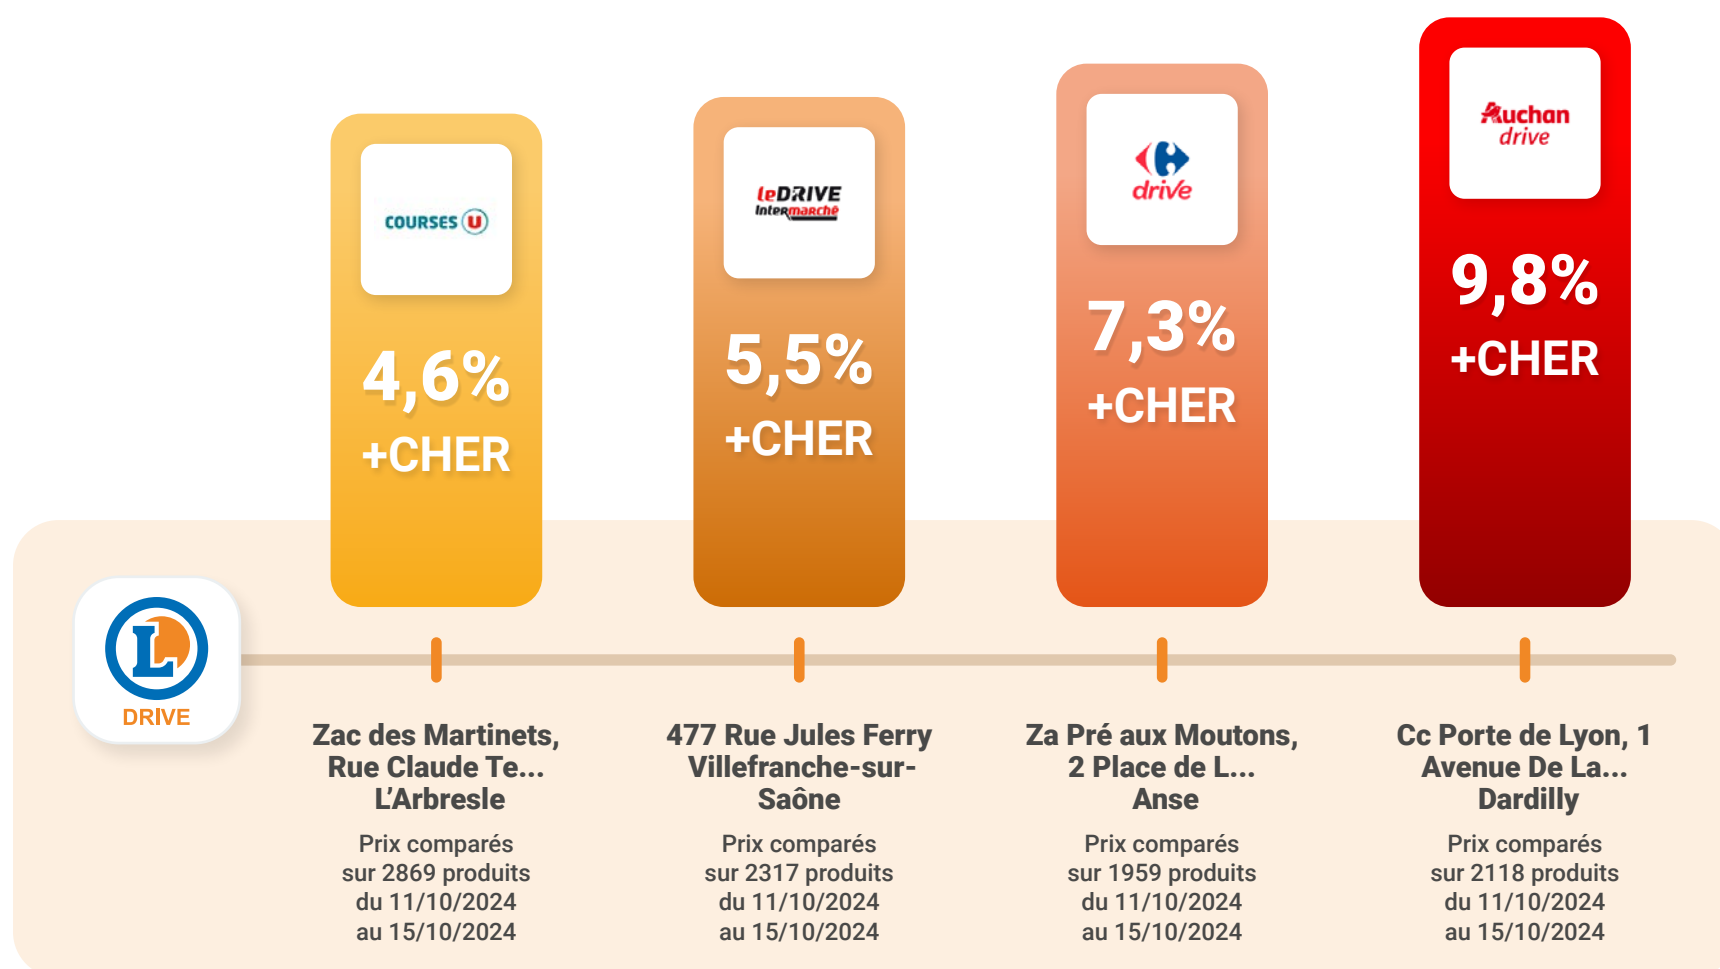 COURSES U
4,6%
+CHER
leDRIVE
Intermarché
5,5%
+CHER
drive
7,3%
+CHER
Auchan
drive
9,8%
+CHER
L
DRIVE
Zac des Martinets,
Rue Claude Te...
L'Arbresle
Prix comparés
sur 2869 produits
du 11/10/2024
au 15/10/2024
477 Rue Jules Ferry
Villefranche-sur-
Saône
Prix comparés
sur 2317 produits
du 11/10/2024
au 15/10/2024
Za Pré aux Moutons,
2 Place de L...
Anse
Prix comparés
sur 1959 produits
du 11/10/2024
au 15/10/2024
Cc Porte de Lyon, 1
Avenue De La...
Dardilly
Prix comparés
sur 2118 produits
du 11/10/2024
au 15/10/2024